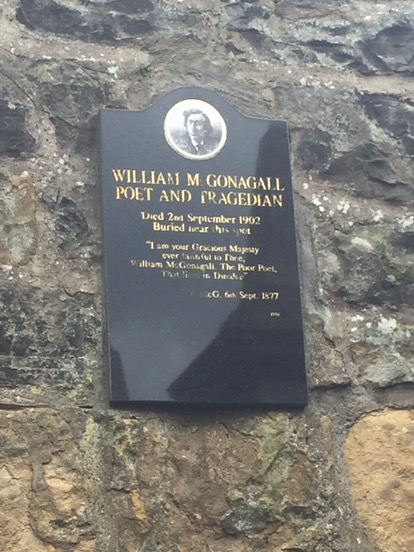 WILLIAM McGONAGALL
POET AND TRAGEDIAN
Died 2nd September 1902
Buried near this spot
"I am your Gracious Majesty
ever faithful to Thee,
William McGonagall, The Poor Poet,
That lives in Dundee"
McG. 6th Sept. 1877